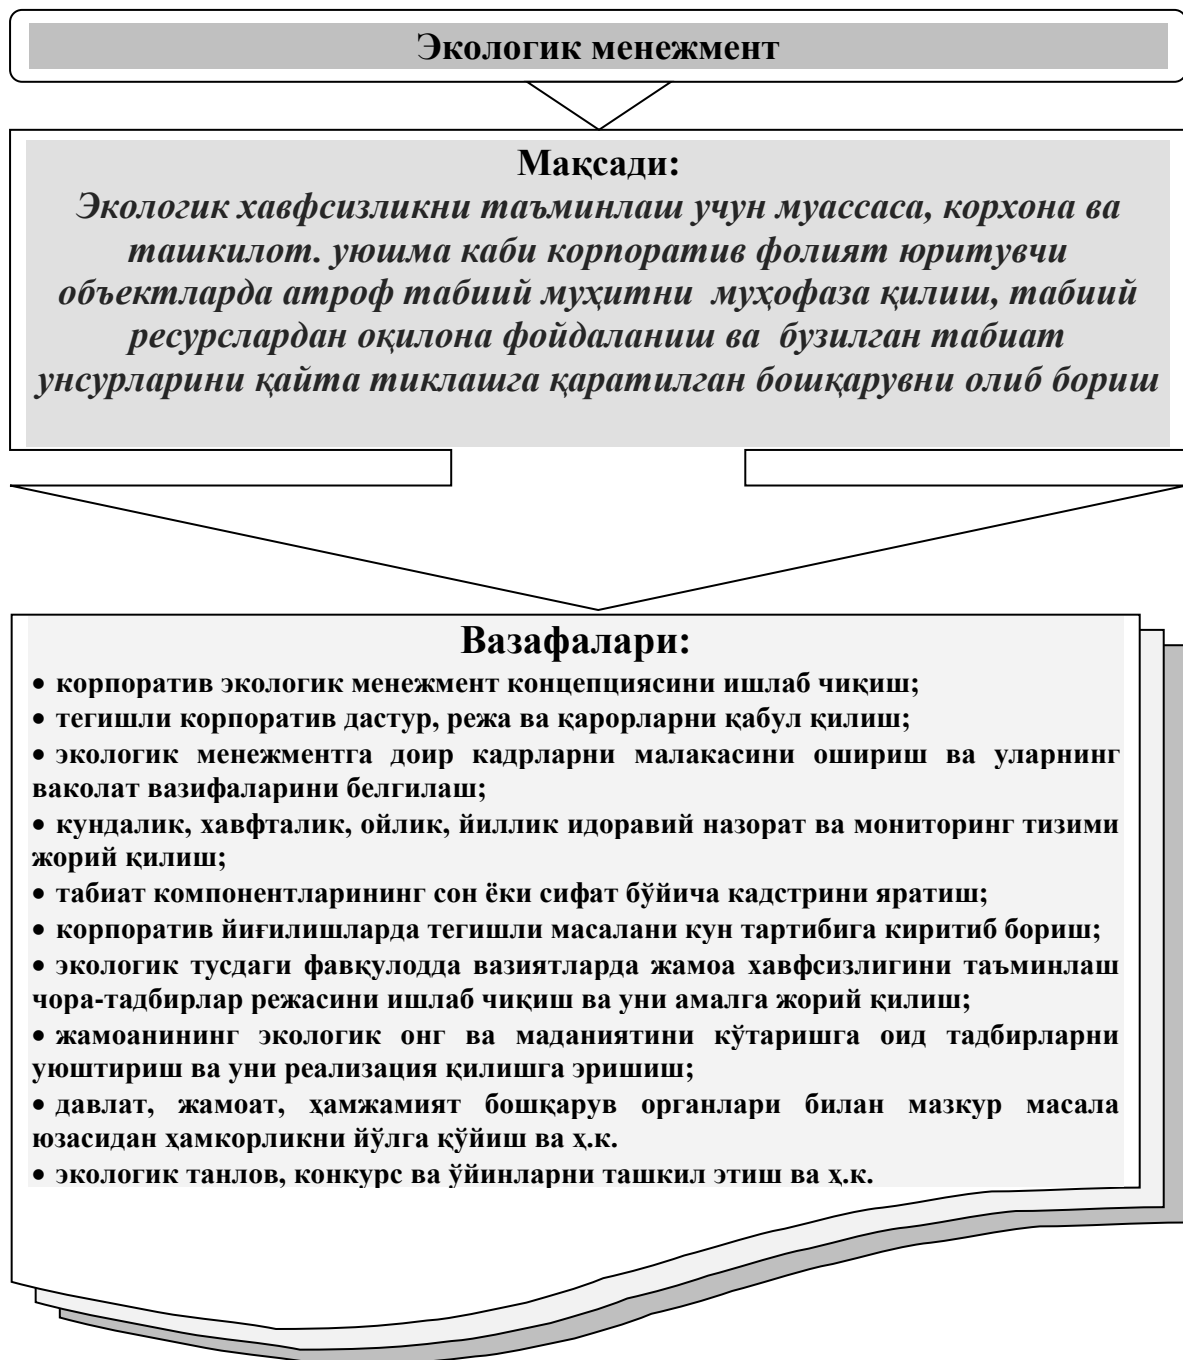 Экологик менежмент
Мақсади:
Экологик хавфсизликни таъминлаш учун муассаса, корхона ва
ташкилот. уюшма каби корпоратив фолият юритувчи
объектларда атроф табиий муҳитни муҳофаза қилиш, табиий
ресурслардан оқилона фойдаланиш ва бузилган табиат
унсурларини қайта тиклашга қаратилган бошқарувни олиб бориш
Вазафалари:
• корпоратив экологик менежмент концепциясини ишлаб чиқиш;
• тегишли корпоратив дастур, режа ва қарорларни қабул қилиш;
• экологик менежментга доир кадрларни малакасини ошириш ва уларнинг
ваколат вазифаларини белгилаш;
• кундалик, хавфталик, ойлик, йиллик идоравий назорат ва мониторинг тизими
жорий қилиш;
• табиат компонентларининг сон ёки сифат бўйича кадстрини яратиш;
• корпоратив йиғилишларда тегишли масалани кун тартибига киритиб бориш;
• экологик тусдаги фавқулодда вазиятларда жамоа хавфсизлигини таъминлаш
чора-тадбирлар режасини ишлаб чиқиш ва уни амалга жорий қилиш;
• жамоанининг экологик онг ва маданиятини кўтаришга оид тадбирларни
уюштириш ва уни реализация қилишга эришиш;
• давлат, жамоат, ҳамжамият бошқарув органлари билан мазкур масала
юзасидан ҳамкорликни йўлга қўйиш ва ҳ.к.
• экологик танлов, конкурс ва ўйинларни ташкил этиш ва ҳ.к.